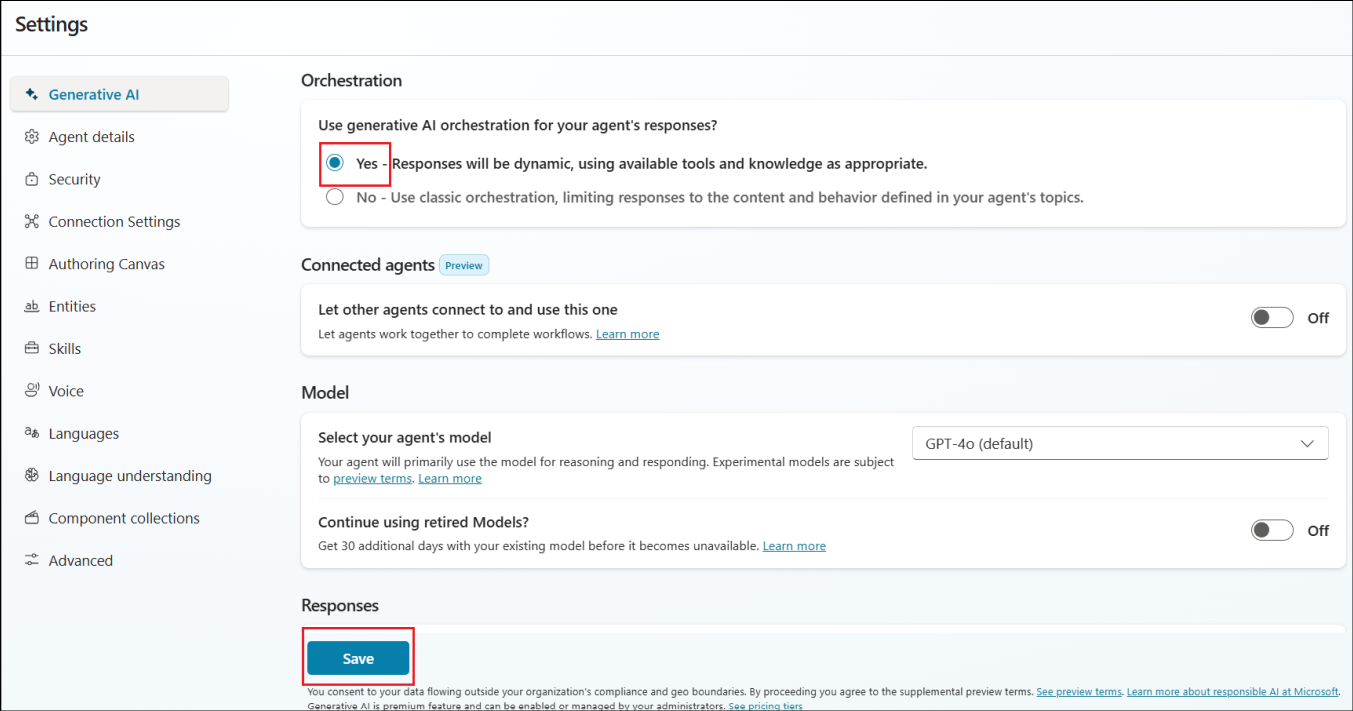 Settings
Generative AI
Agent details
Security
Connection Settings
Authoring Canvas
Entities
Skills
Voice
Languages
Language understanding
Component collections
Advanced
Orchestration
Use generative AI orchestration for your agent's responses?
Yes - Responses will be dynamic, using available tools and knowledge as appropriate.
No - Use classic orchestration, limiting responses to the content and behavior defined in your agent's topics.
Connected agents Preview
Let other agents connect to and use this one
Let agents work together to complete workflows. Learn more
Off
Model
Select your agent's model
Your agent will primarily use the model for reasoning and responding. Experimental models are subject
to preview terms. Learn more
GPT-4o (default)
Continue using retired Models?
Get 30 additional days with your existing model before it becomes unavailable. Learn more
Off
Responses
Save
You consent to your data flowing outside your organization's compliance and geo boundaries. By proceeding you agree to the supplemental preview terms. See preview terms. Learn more about responsible AI at Microsoft.
Generative AI is premium feature and can be enabled or managed by your administrators. See pricing tiers